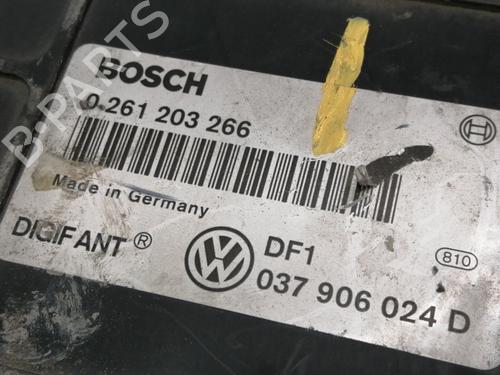 B-PARTS
BOSCH
0 261 203 266
Made in Germany
DIGIFANT ®
DF1
037 906 024 D
810